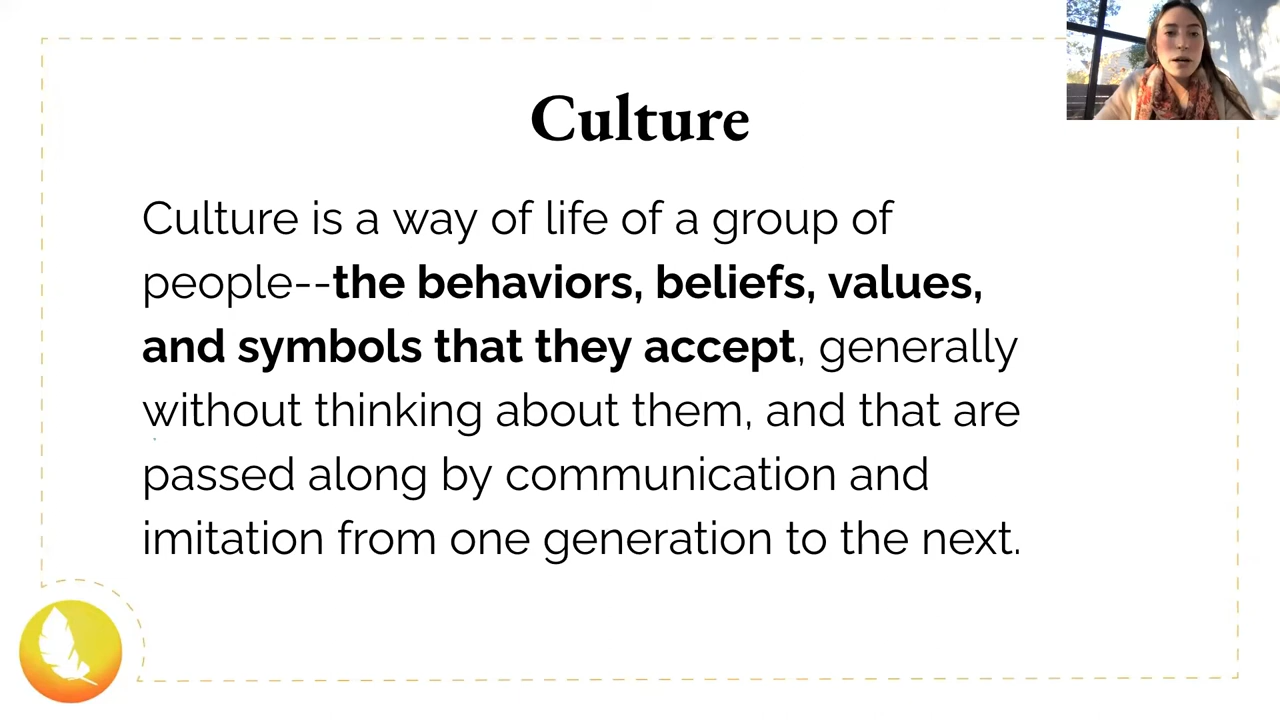 Culture
Culture is a way of life of a group of
people--the behaviors, beliefs, values,
and symbols that they accept, generally
without thinking about them, and that are
passed along by communication and
imitation from one generation to the next.